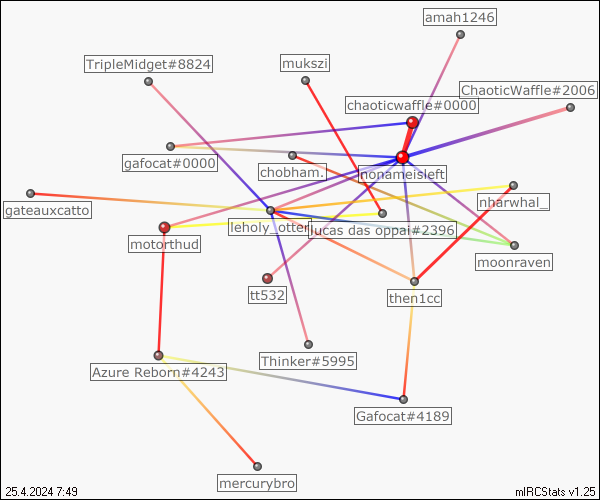 amah1246
TripleMidget#8824
mukszi
ChaoticWaffle#2006
chaoticwaffle#0000
gafocat#0000
chobham.
nonameisleft
gateauxcatto
nharwhal_
leholy_otter
lucas das oppai#2396
motorthud
moonraven
tt532
then1cc
Thinker#5995
Azure Reborn#4243
Gafocat#4189
mercurybro
25.4.2024 7:49
mIRCStats v1.25